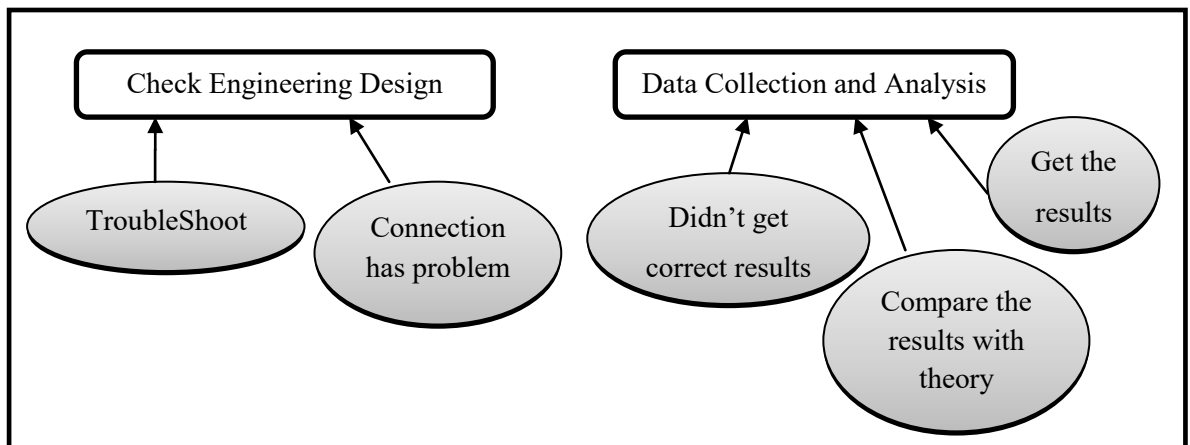 Check Engineering Design
Data Collection and Analysis
TroubleShoot
Connection
has problem
Didn’t get
correct results
Compare the
results with
theory
Get the
results